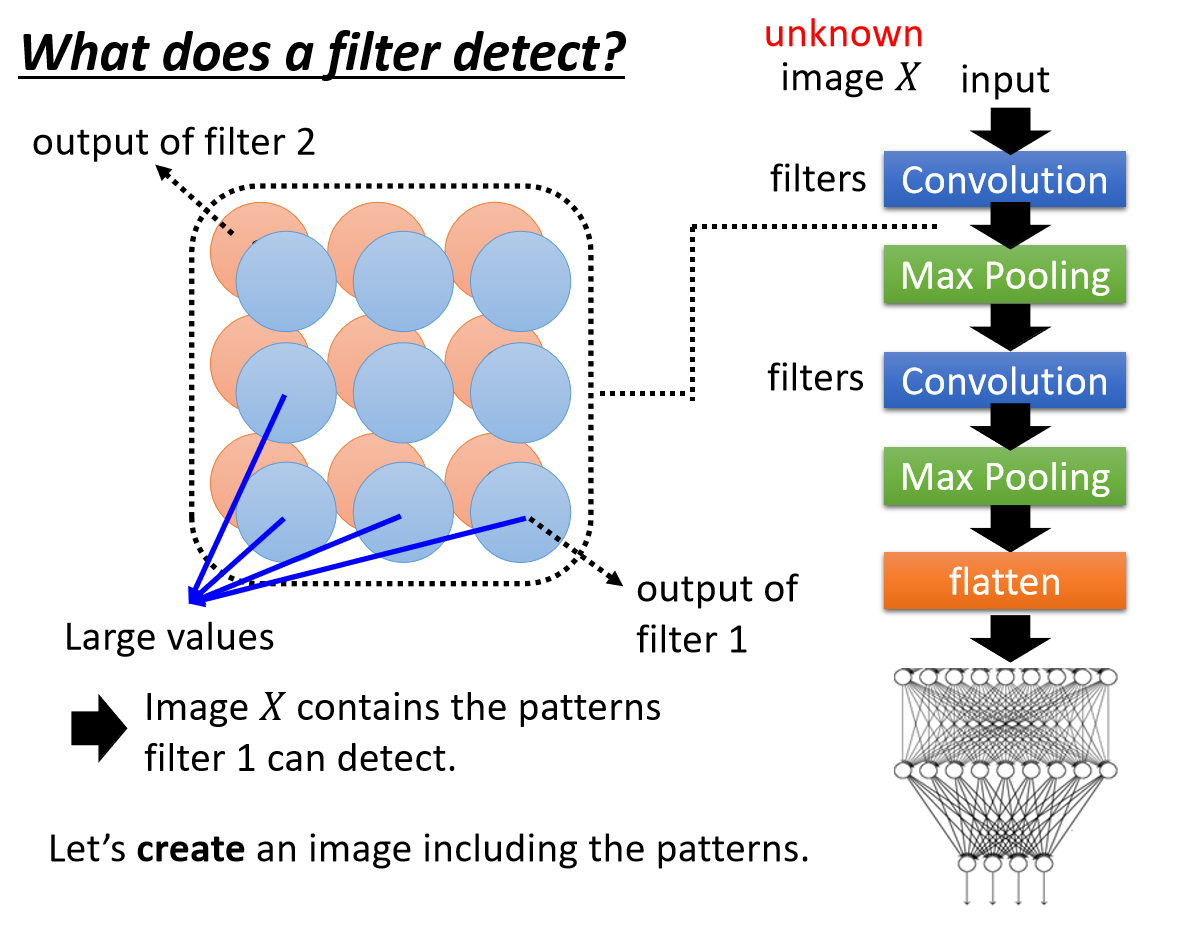 What does a filter detect?
unknown
image X
input
output of filter 2
filters
Convolution
Max Pooling
filters
Convolution
Max Pooling
flatten
output of
filter 1
Large values
Image X contains the patterns
filter 1 can detect.
Let's create an image including the patterns.